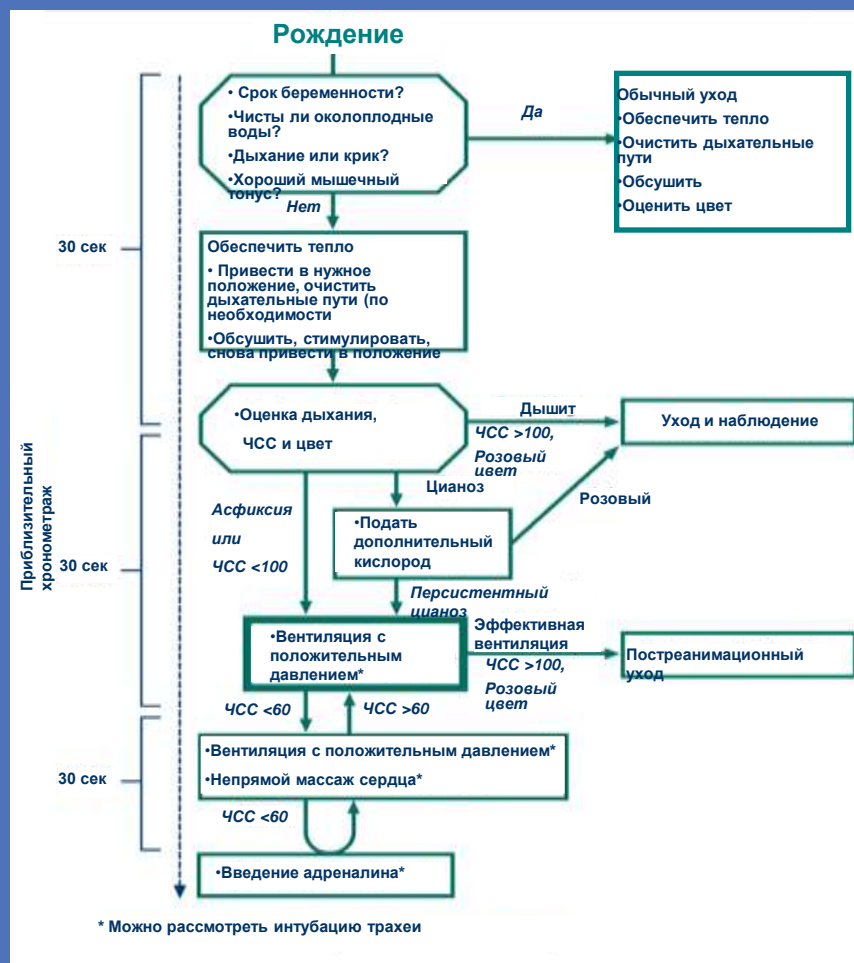 Рождение
• Срок беременности?
•Чисты ли околоплодные
воды?
•Дыхание или крик?
•Хороший мышечный
тонус?
Да
Обычный уход
•Обеспечить тепло
•Очистить дыхательные
пути
•Обсушить
•Оценить цвет
Нет
30 сек
Обеспечить тепло
• Привести в нужное
положение, очистить
дыхательные пути (по
необходимости
•Обсушить, стимулировать,
снова привести в положение
•Оценка дыхания,
ЧСС и цвет
Дышит
ЧСС >100,
Розовый
цвет
Уход и наблюдение
Цианоз
Розовый
Асфиксия
или
ЧСС <100
•Подать
дополнительный
кислород
Приблизительный
хронометраж
30 сек
Персистентный
цианоз
•Вентиляция с
положительным
давлением*
Эффективная
вентиляция
ЧСС >100,
Розовый
цвет
Постреанимационный
уход
ЧСС <60
ЧСС >60
30 сек
•Вентиляция с положительным давлением*
•Непрямой массаж сердца*
ЧСС <60
•Введение адреналина*
* Можно рассмотреть интубацию трахеи